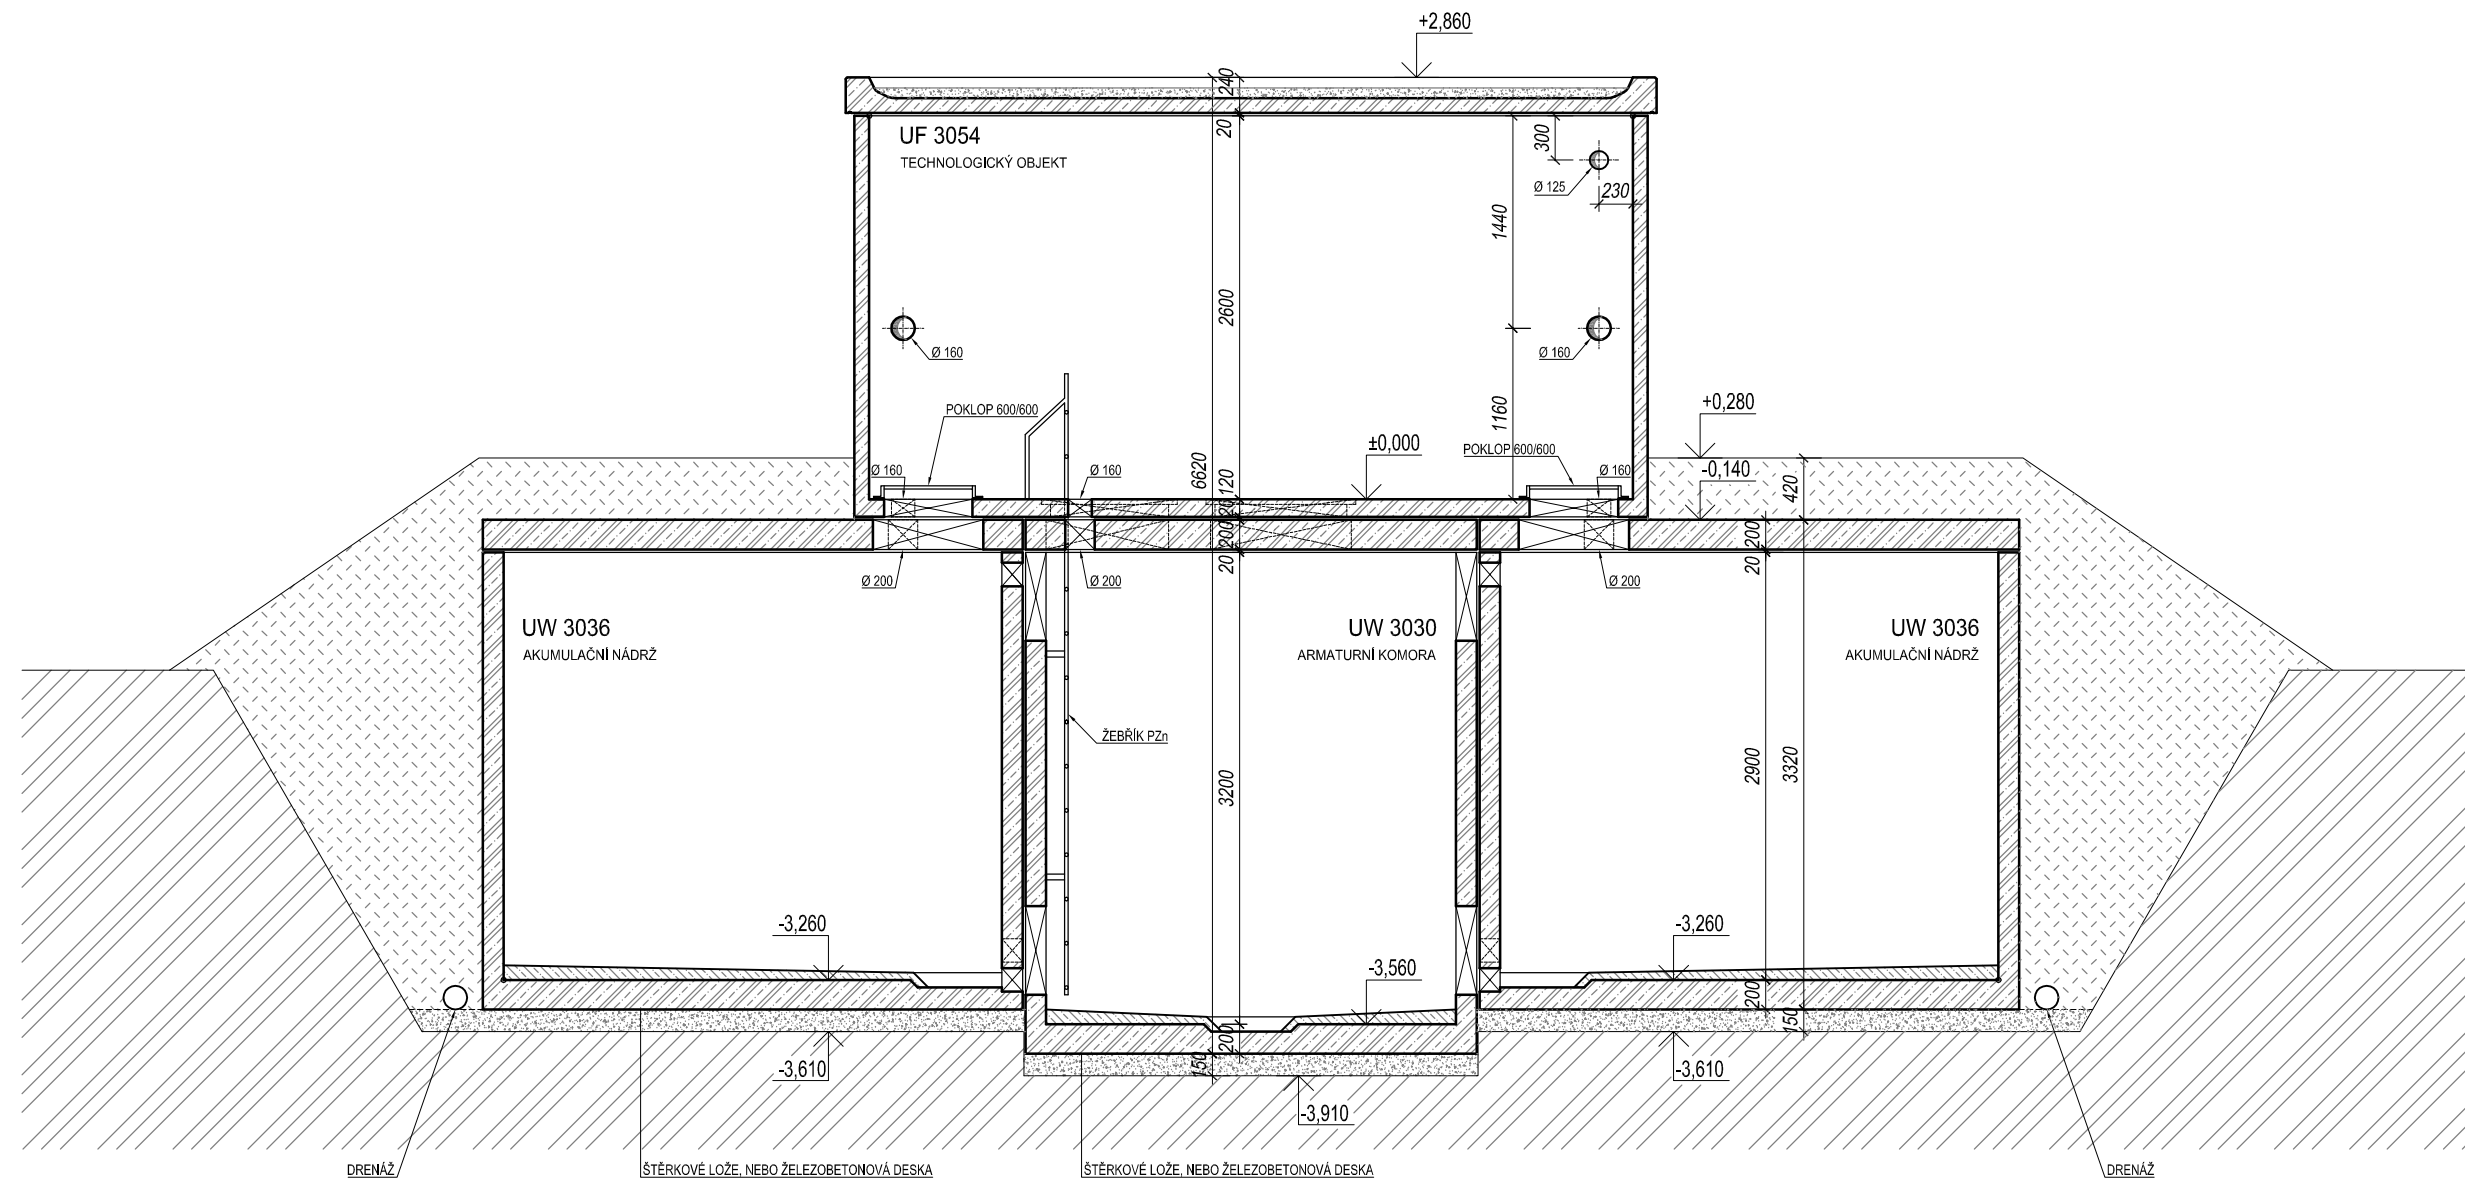 +2,860
240
20
UF 3054
TECHNOLOGICKÝ OBJEKT
300
Ø 125
230
1440
2600
Ø 160
Ø 160
POKLOP 600/600
1160
±0,000
+0,280
POKLOP 600/600
-0,140
Ø 160
Ø 160
6620
120
Ø 160
420
20
200
200
20
20
Ø 200
Ø 200
Ø 200
UW 3036
AKUMULAČNÍ NÁDRŽ
UW 3030
ARMATURNÍ KOMORA
UW 3036
AKUMULAČNÍ NÁDRŽ
ŽEBŘÍK PZn
3200
2900
3320
-3,260
-3,560
-3,260
200
200
150
150
-3,610
-3,610
-3,910
DRENÁŽ
ŠTĚRKOVÉ LOŽE, NEBO ŽELEZOBETONOVÁ DESKA
ŠTĚRKOVÉ LOŽE, NEBO ŽELEZOBETONOVÁ DESKA
DRENÁŽ